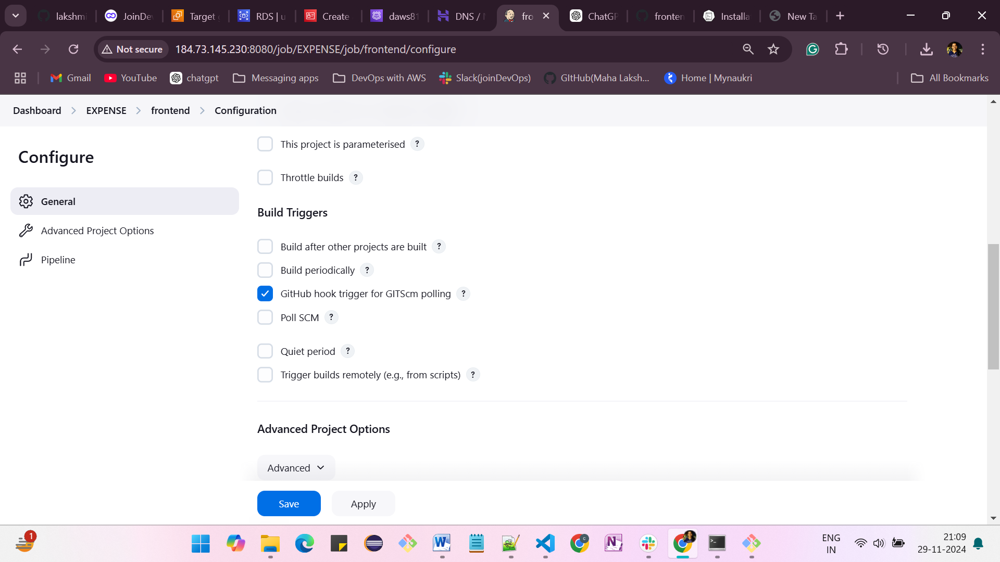 lakshmi
JoinDev
Target g
RDS | u
Create
daws81
DNS / N
fro
ChatGP
fronten
Installa
New Ta
Not secure
184.73.145.230:8080/job/EXPENSE/job/frontend/configure
Gmail
YouTube
chatgpt
Messaging apps
DevOps with AWS
Slack(joinDevOps)
GItHub(Maha Laksh...
Home | Mynaukri
All Bookmarks
Dashboard
EXPENSE
frontend
Configuration
Configure
General
Advanced Project Options
Pipeline
This project is parameterised ?
Throttle builds ?
Build Triggers
Build after other projects are built ?
Build periodically ?
GitHub hook trigger for GITScm polling ?
Poll SCM ?
Quiet period ?
Trigger builds remotely (e.g., from scripts) ?
Advanced Project Options
Advanced
Save
Apply
1
ENG
IN
21:09
29-11-2024